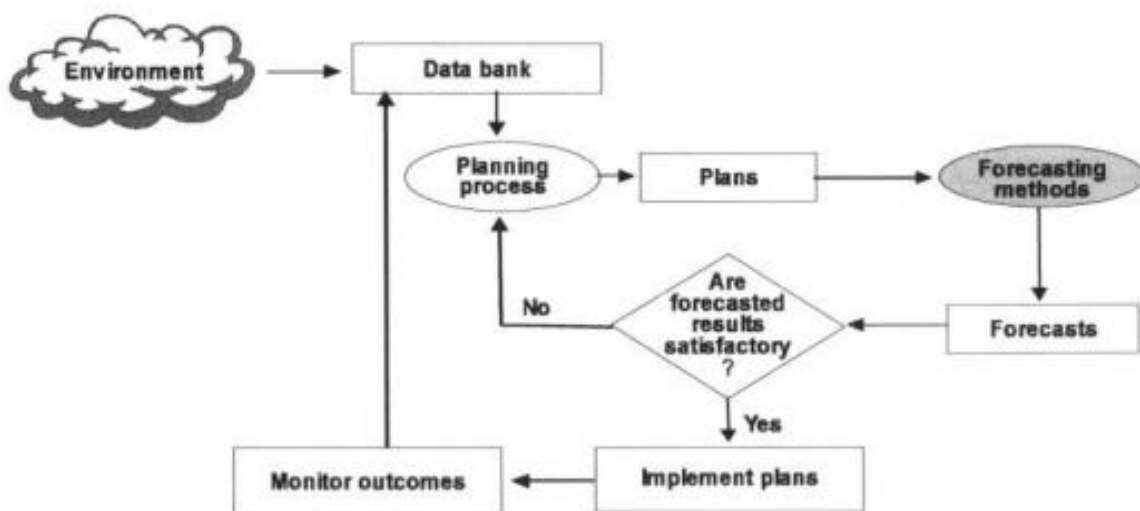 Environment
Data bank
Planning
process
Plans
Forecasting
methods
Are
forecasted
results
satisfactory
?
No
Forecasts
Yes
Monitor outcomes
Implement plans